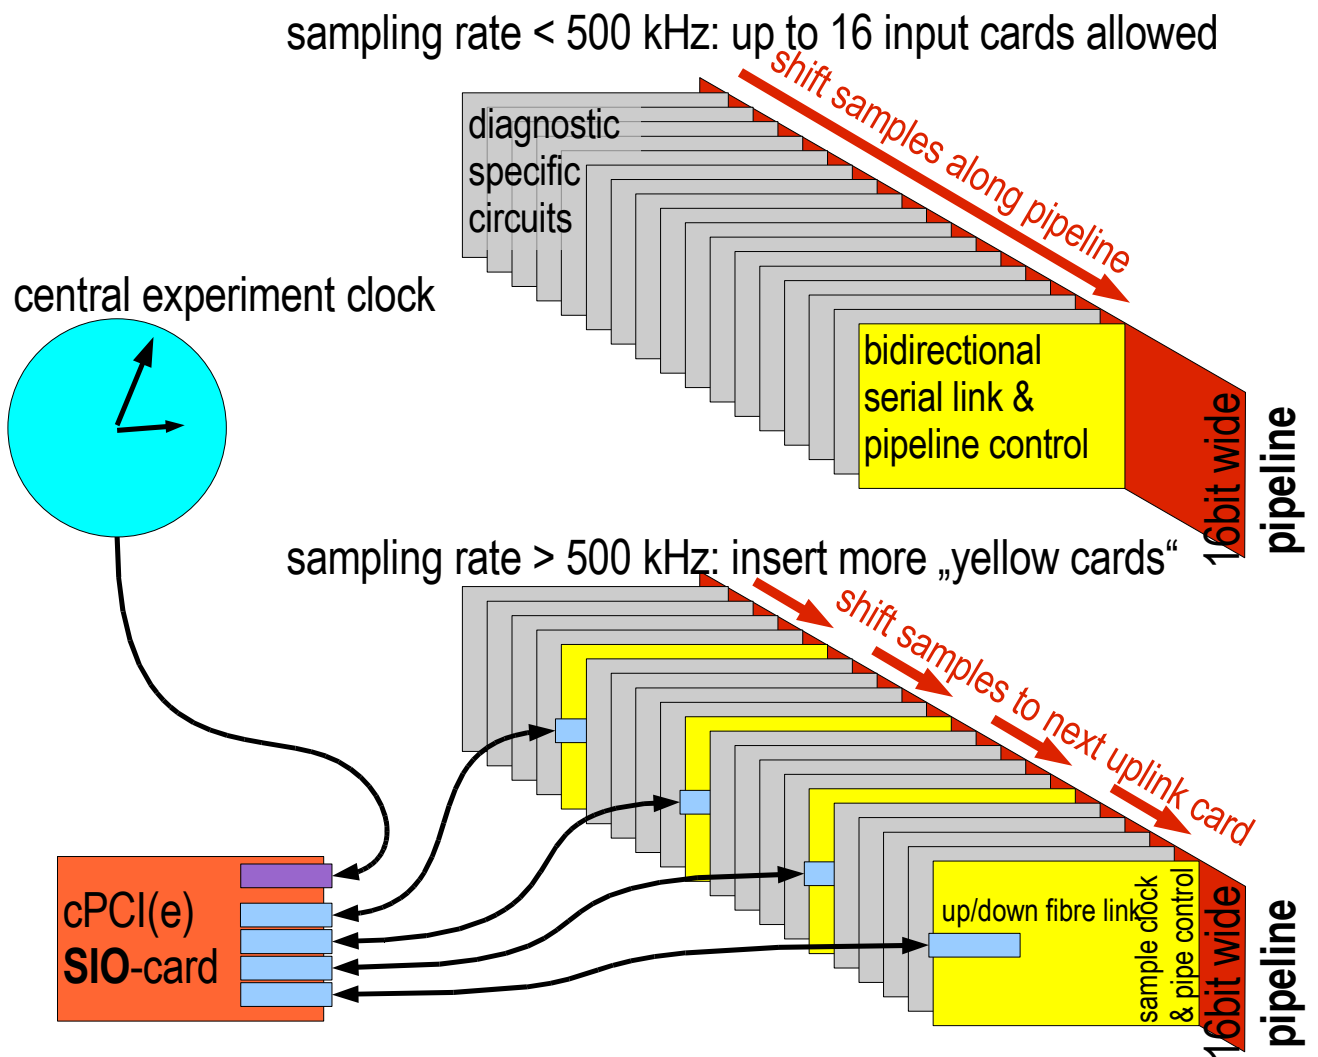 sampling rate < 500 kHz: up to 16 input cards allowed
shift samples along pipeline
diagnostic
specific
circuits
central experiment clock
bidirectional
serial link &
pipeline control
16bit wide
pipeline
sampling rate > 500 kHz: insert more „yellow cards“
shift samples to next uplink card
cPCI(e)
SIO-card
up/down fibre link
sample clock
& pipe control
16bit wide
pipeline